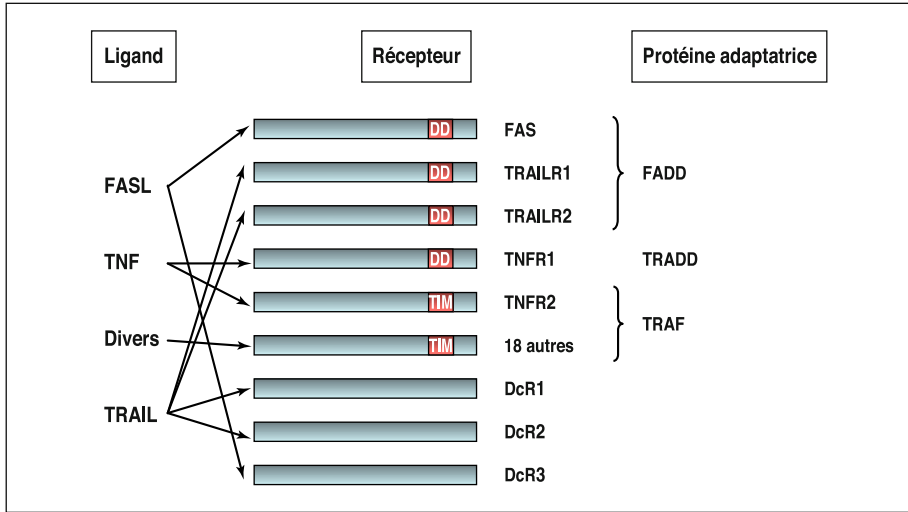 Ligand Récepteur Protéine adaptatrice
DD FAS
DD TRAILR1
FASL FADD
DD TRAILR2
TNF DD TNFR1 TRADD
TIM TNFR2
TRAF
Divers TIM 18 autres
DcR1
TRAIL
DcR2
DcR3